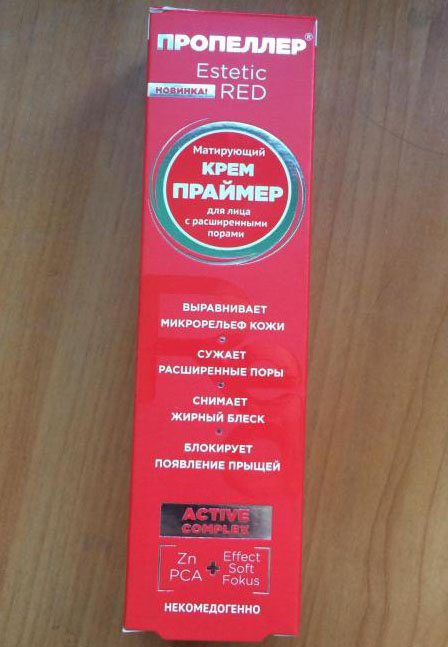 ПРОПЕЛЛЕР®
Estetic
НОВИНКА! RED
Матирующий
КРЕМ
ПРАЙМЕР
для лица
с расширенными
порами
ВЫРАВНИВАЕТ
МИКРОРЕЛЬЕФ КОЖИ
СУЖАЕТ
РАСШИРЕННЫЕ ПОРЫ
СНИМАЕТ
ЖИРНЫЙ БЛЕСК
БЛОКИРУЕТ
ПОЯВЛЕНИЕ ПРЫЩЕЙ
ACTIVE
COMPLEX
Zn
PCA
+
Effect
Soft
Fokus
НЕКОМЕДОГЕННО